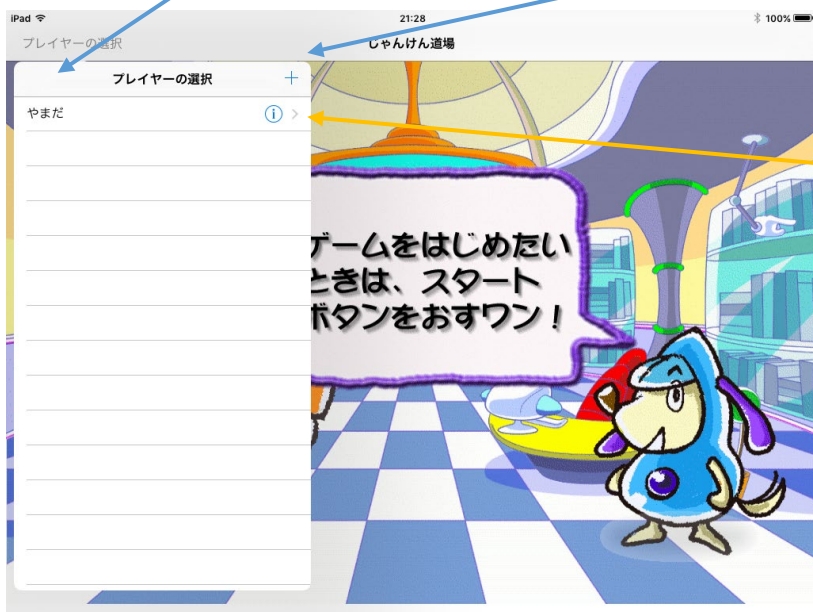 iPad 21:28 100%
プレイヤーの選択 じゃんけん道場
プレイヤーの選択 +
やまだ
ゲームをはじめたい
ときは、スタート
ボタンをおすワン！